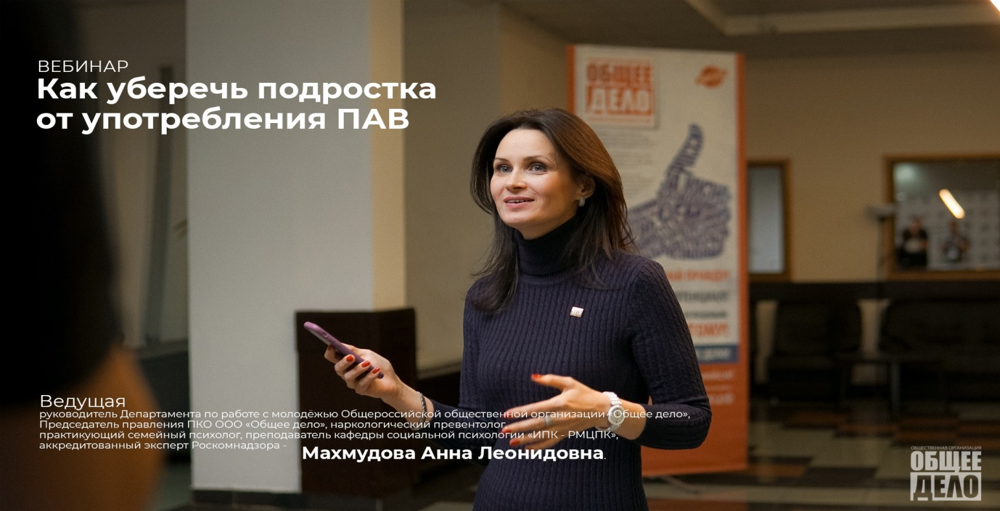 ВЕБИНАР
Как уберечь подростка
от употребления ПАВ
ОБЩЕЕ
ДЕЛО
Ведущая
руководитель Департамента по работе с молодёжью Общероссийской общественной организации «Общее дело»,
Председатель правления ПКО ООО «Общее дело», наркологический превентолог,
практикующий семейный психолог, преподаватель кафедры социальной психологии «ИПК - РМЦПК»,
аккредитованный эксперт Роскомнадзора -
Махмудова Анна Леонидовна.
ОБЩЕСТВЕННАЯ ОРГАНИЗАЦИЯ
ОБЩЕЕ
ДЕЛО